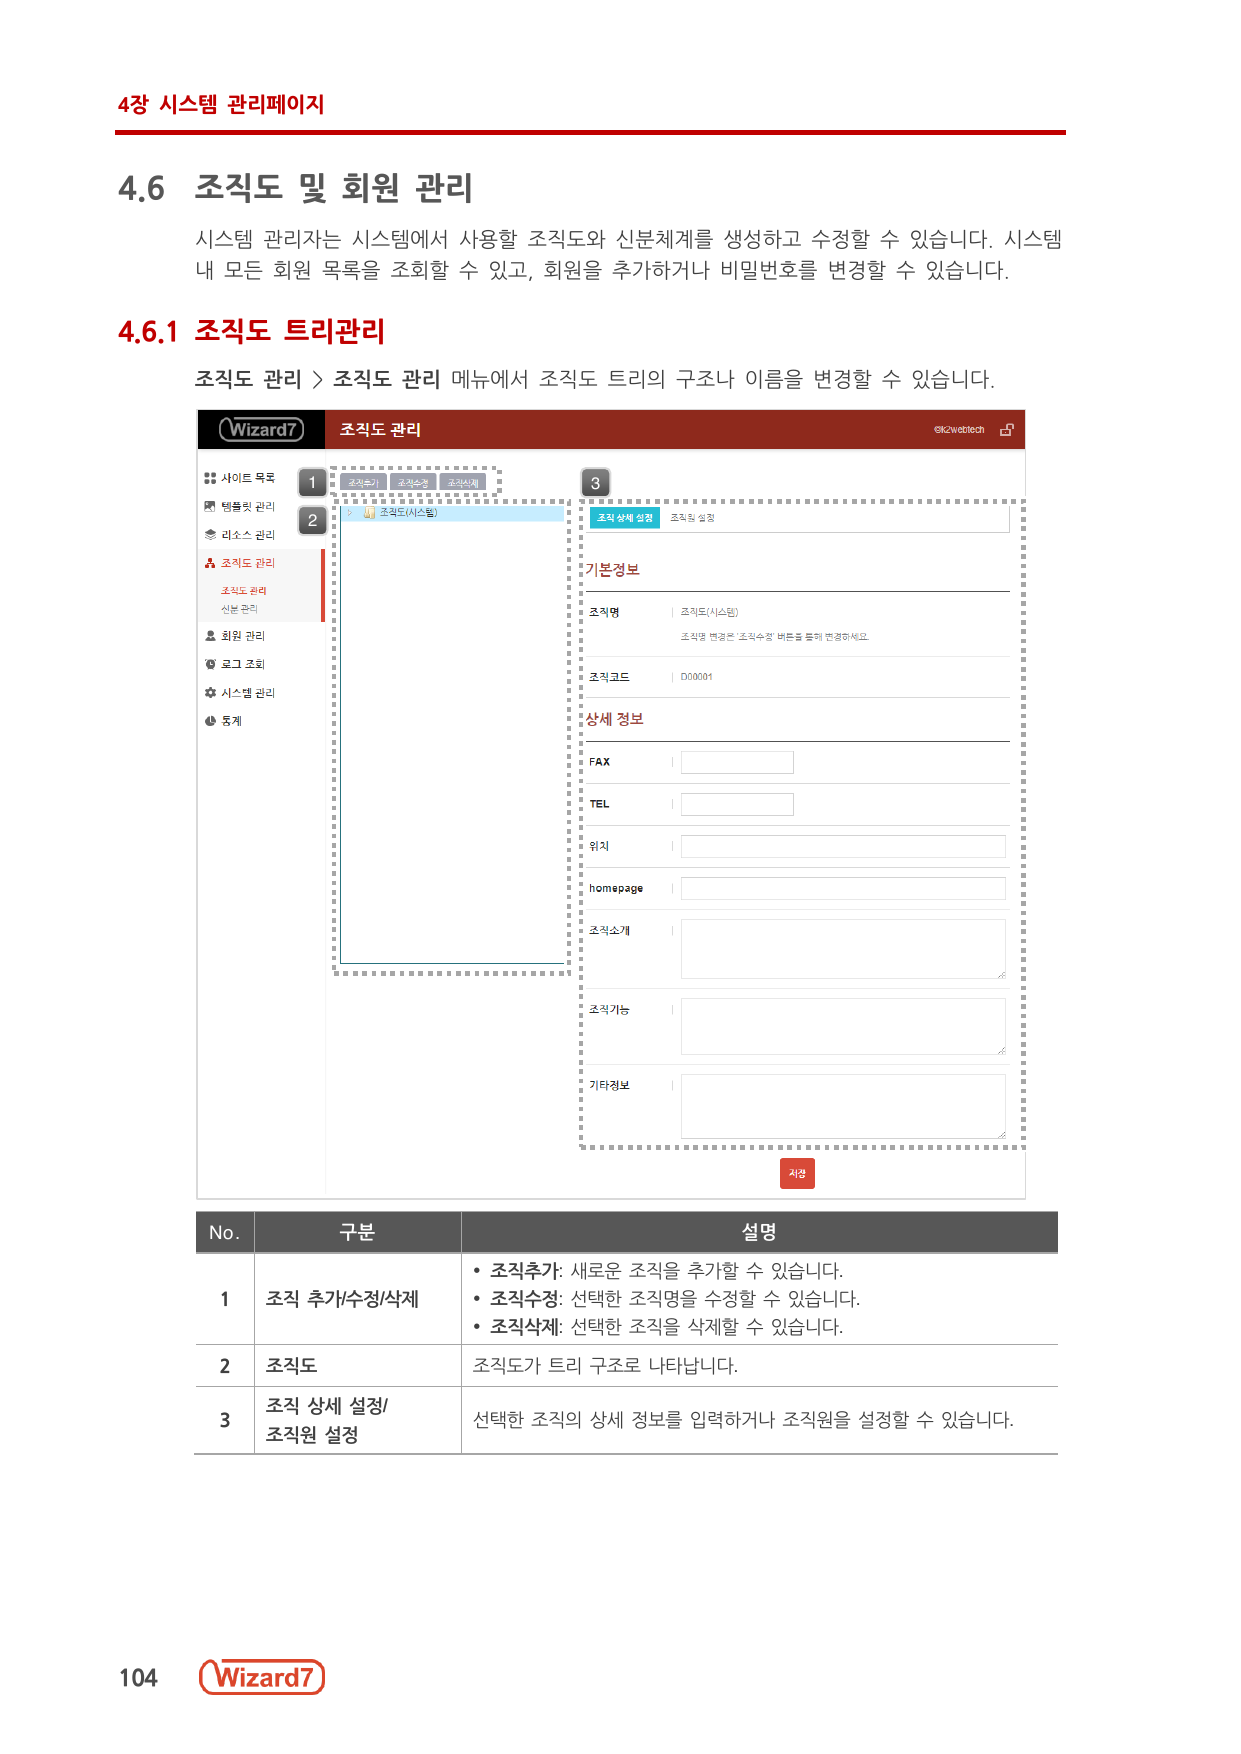 4장 시스템 관리페이지
4.6 조직도 및 회원 관리
시스템 관리자는 시스템에서 사용할 조직도와 신분체계를 생성하고 수정할 수 있습니다. 시스템
내 모든 회원 목록을 조회할 수 있고, 회원을 추가하거나 비밀번호를 변경할 수 있습니다.
4.6.1 조직도 트리관리
조직도 관리 > 조직도 관리 메뉴에서 조직도 트리의 구조나 이름을 변경할 수 있습니다.
Wizard7 조직도 관리 @k2webtech
사이트 목록
템플릿 관리
리소스 관리
조직도 관리
조직도 관리
신분 관리
회원 관리
로그 조회
시스템 관리
통계
1 조직추가 조직수정 조직삭제
2 조직도(시스템)
3
조직 상세 설정 조직원 설정
기본정보
조직명 조직도(시스템)
조직명 변경은 '조직수정' 버튼을 통해 변경하세요.
조직코드 D00001
상세 정보
FAX
TEL
위치
homepage
조직소개
조직기능
기타정보
저장
No. 구분 설명
1 조직 추가/수정/삭제
• 조직추가: 새로운 조직을 추가할 수 있습니다.
• 조직수정: 선택한 조직명을 수정할 수 있습니다.
• 조직삭제: 선택한 조직을 삭제할 수 있습니다.
2 조직도 조직도가 트리 구조로 나타납니다.
3 조직 상세 설정/
조직원 설정
선택한 조직의 상세 정보를 입력하거나 조직원을 설정할 수 있습니다.
104 Wizard7